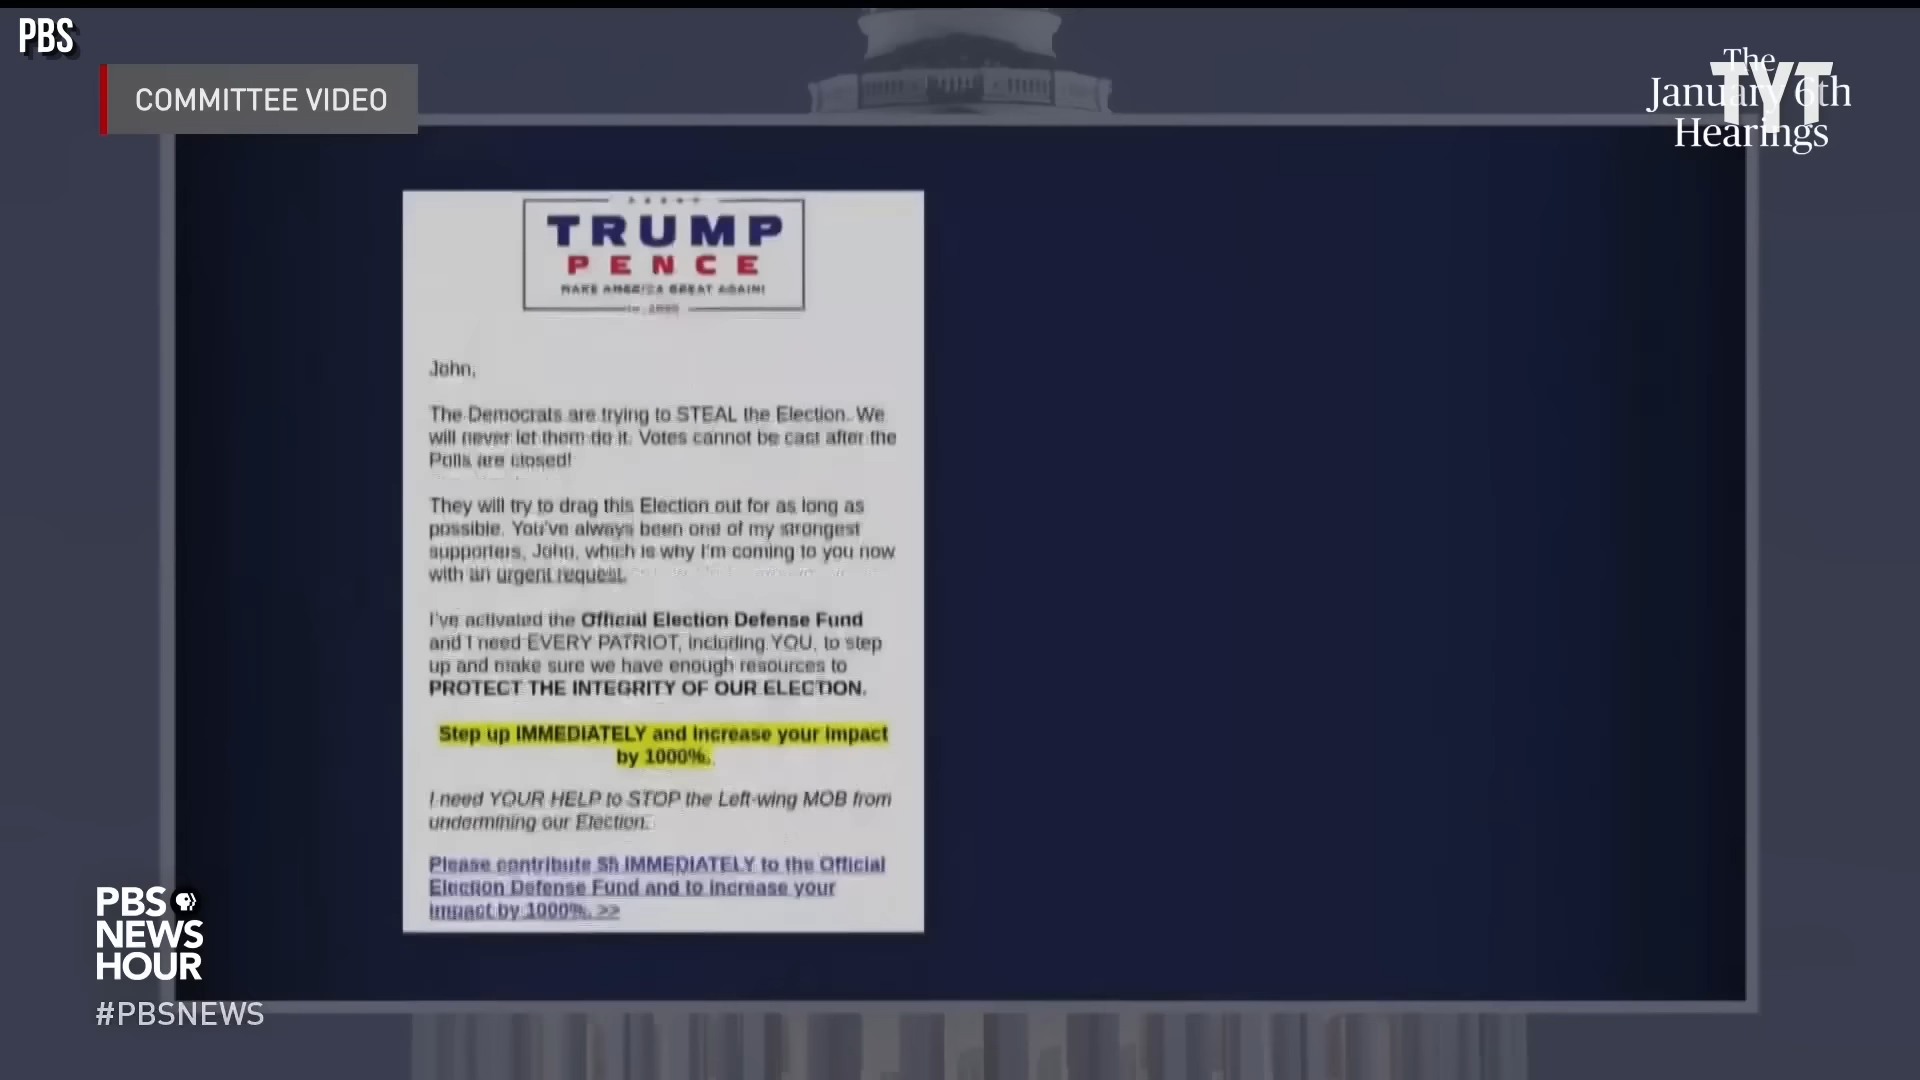 PBS
COMMITTEE VIDEO
The
January 6th
Hearings
TYT
TRUMP
PENCE
MAKE AMERICA GREAT AGAIN!
John,
The Democrats are trying to STEAL the Election. We
will never let them do it. Votes cannot be cast after the
Polls are closed!
They will try to drag this Election out for as long as
possible. You've always been one of my strongest
supporters, John, which is why I'm coming to you now
with an urgent request.
I've activated the Official Election Defense Fund
and I need EVERY PATRIOT, including YOU, to step
up and make sure we have enough resources to
PROTECT THE INTEGRITY OF OUR ELECTION.
Step up IMMEDIATELY and increase your impact
by 1000%.
I need YOUR HELP to STOP the Left-wing MOB from
undermining our Election.
Please contribute $5 IMMEDIATELY to the Official
Election Defense Fund and to increase your
impact by 1000%. >>
PBS
NEWS
HOUR
#PBSNEWS